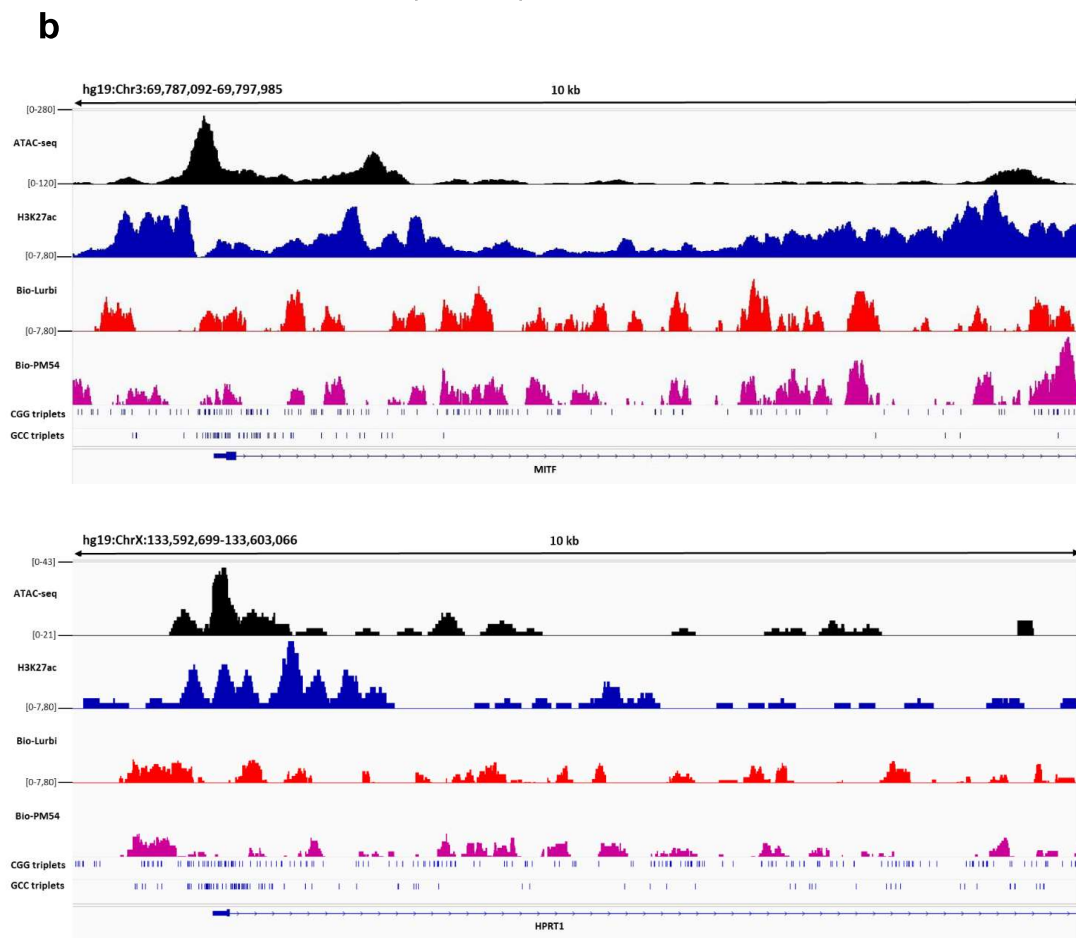 b
hg19:Chr3:69,787,092-69,797,985 10 kb
[0-280]
ATAC-seq
[0-120]
H3K27ac
[0-7,80]
Bio-Lurbi
[0-7,80]
Bio-PM54
CGG triplets
GCC triplets
MITF
hg19:ChrX:133,592,699-133,603,066 10 kb
[0-43]
ATAC-seq
[0-21]
H3K27ac
[0-7,80]
Bio-Lurbi
[0-7,80]
Bio-PM54
CGG triplets
GCC triplets
HPRT1